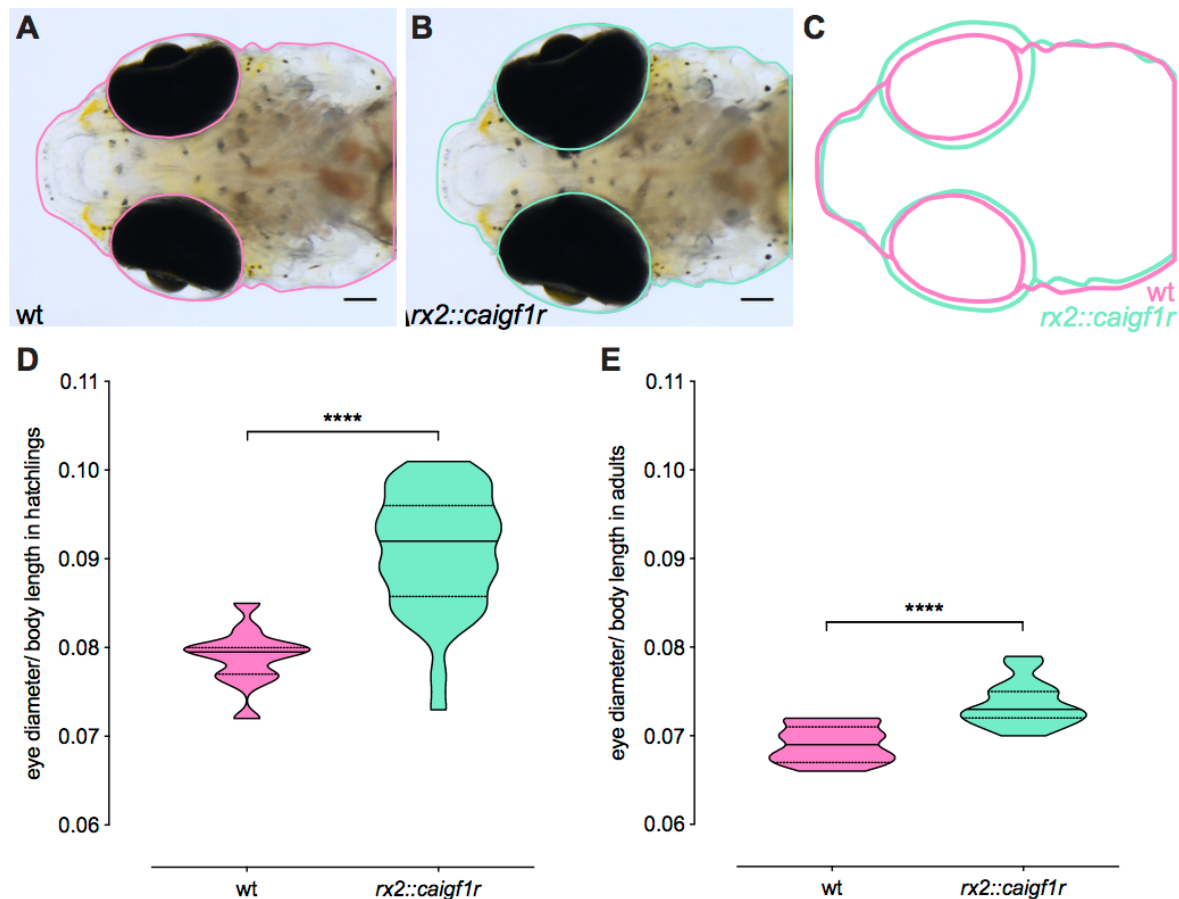 A
B
C
wt
rx2::caigf1r
wt
rx2::caigf1r
D
E
eye diameter/ body length in hatchlings
0.11
0.10
0.09
0.08
0.07
0.06
****
wt
rx2::caigf1r
eye diameter/ body length in adults
0.11
0.10
0.09
0.08
0.07
0.06
****
wt
rx2::caigf1r